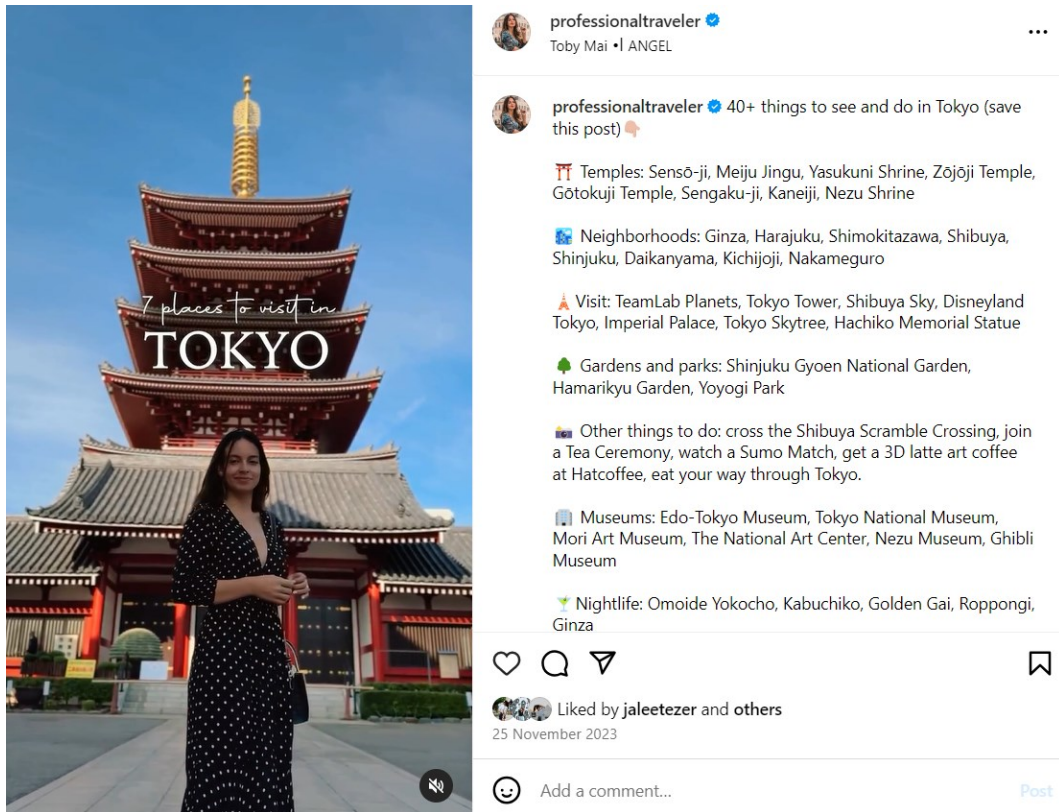 7 places to visit in
TOKYO
professionaltraveler
Toby Mai • ANGEL
professionaltraveler 40+ things to see and do in Tokyo (save
this post)👇🏼
⛩️ Temples: Sensō-ji, Meiju Jingu, Yasukuni Shrine, Zōjōji Temple,
Gōtokuji Temple, Sengaku-ji, Kaneiji, Nezu Shrine
🏙️ Neighborhoods: Ginza, Harajuku, Shimokitazawa, Shibuya,
Shinjuku, Daikanyama, Kichijoji, Nakameguro
🗼Visit: TeamLab Planets, Tokyo Tower, Shibuya Sky, Disneyland
Tokyo, Imperial Palace, Tokyo Skytree, Hachiko Memorial Statue
🌳 Gardens and parks: Shinjuku Gyoen National Garden,
Hamarikyu Garden, Yoyogi Park
📸 Other things to do: cross the Shibuya Scramble Crossing, join
a Tea Ceremony, watch a Sumo Match, get a 3D latte art coffee
at Hatcoffee, eat your way through Tokyo.
🏢 Museums: Edo-Tokyo Museum, Tokyo National Museum,
Mori Art Museum, The National Art Center, Nezu Museum, Ghibli
Museum
🍸Nightlife: Omoide Yokocho, Kabuchiko, Golden Gai, Roppongi,
Ginza
Liked by jaleetezer and others
25 November 2023
Add a comment...
Post